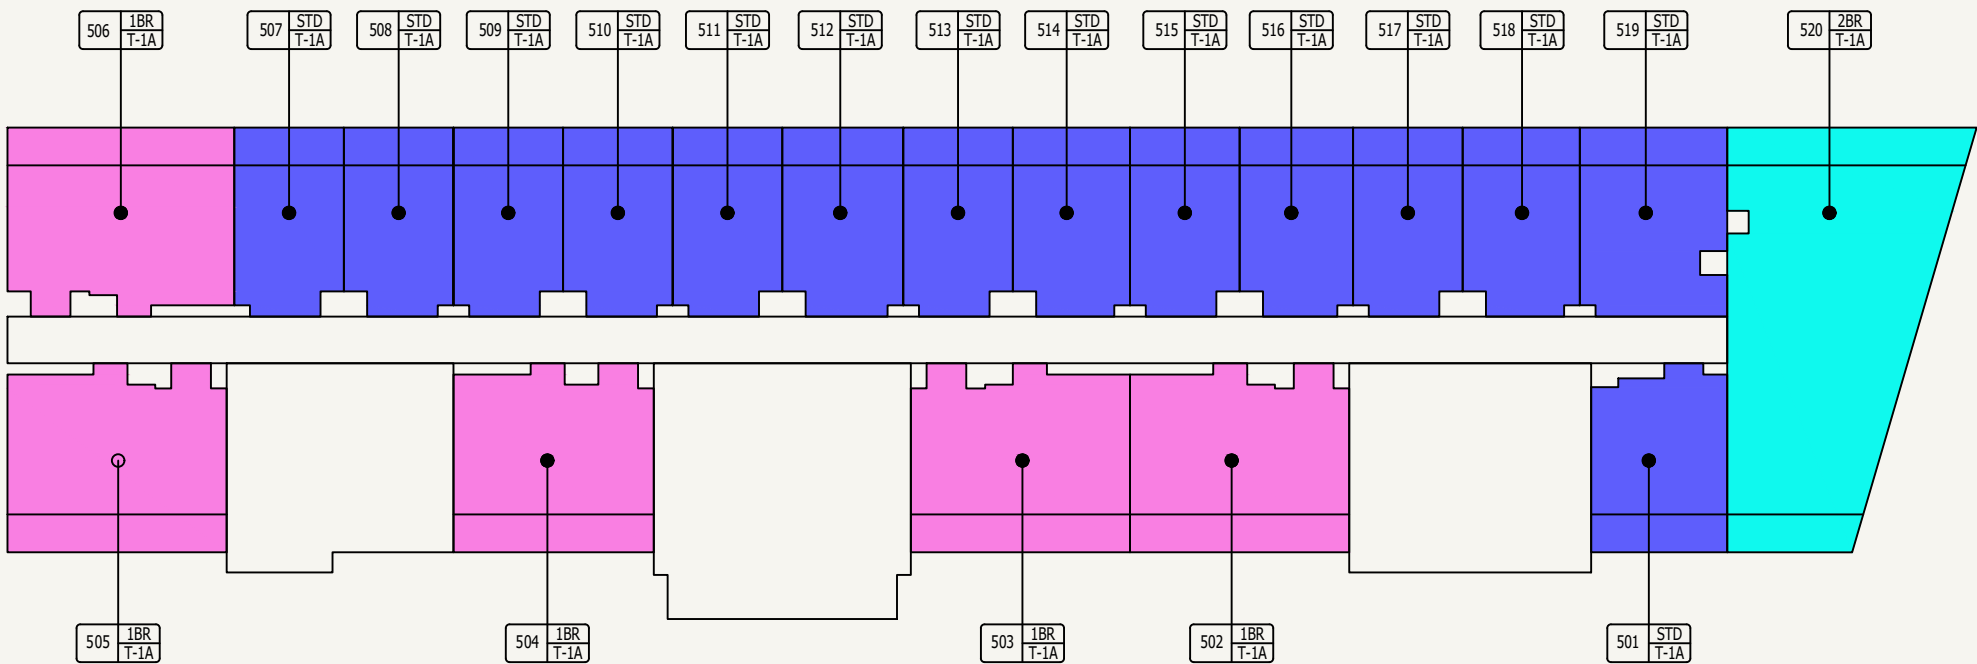 506 1BR T-1A
507 STD T-1A
508 STD T-1A
509 STD T-1A
510 STD T-1A
511 STD T-1A
512 STD T-1A
513 STD T-1A
514 STD T-1A
515 STD T-1A
516 STD T-1A
517 STD T-1A
518 STD T-1A
519 STD T-1A
520 2BR T-1A
505 1BR T-1A
504 1BR T-1A
503 1BR T-1A
502 1BR T-1A
501 STD T-1A